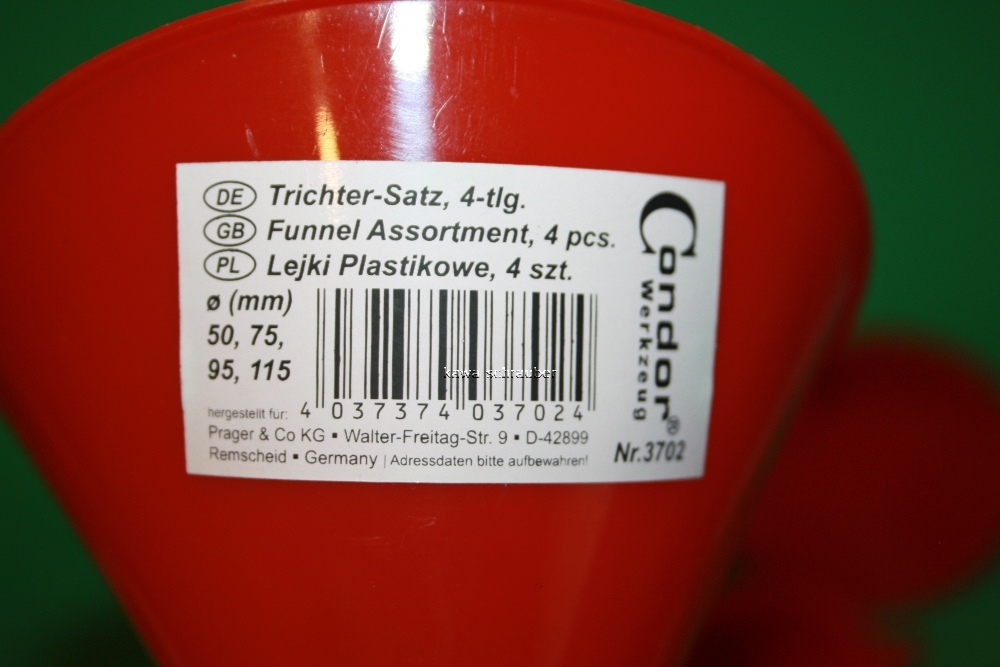 DE Trichter-Satz, 4-tlg.
GB Funnel Assortment, 4 pcs.
PL Lejki Plastikowe, 4 szt.
ø (mm)
50, 75,
95, 115
kawa schrauber
4 037374 037024
hergestellt für:
Prager & Co KG ▪ Walter-Freitag-Str. 9 ▪ D-42899
Remscheid ▪ Germany | Adressdaten bitte aufbewahren!
Condor®
Werkzeug
Nr.3702